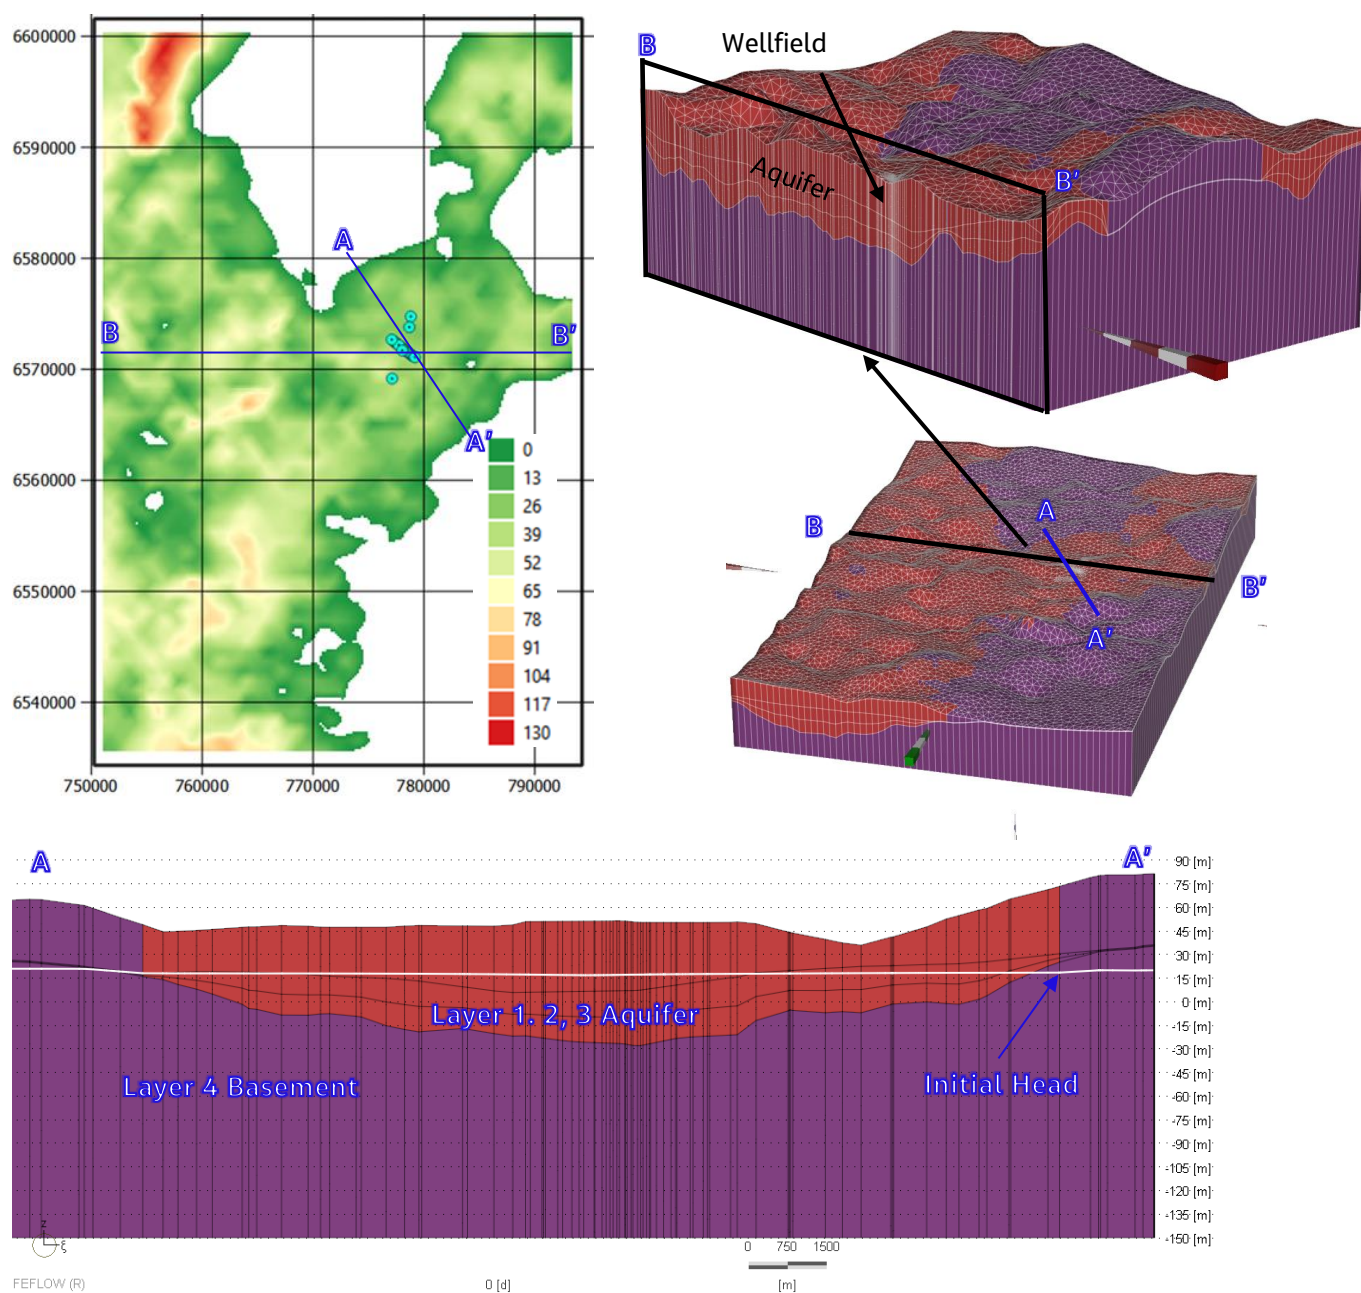 6600000
6590000
6580000
6570000
6560000
6550000
6540000
750000
760000
770000
780000
790000
A
B
B'
A'
0
13
26
39
52
65
78
91
104
117
130
B
Wellfield
Aquifer
B'
B
A
B'
A'
A
A'
90 [m]
75 [m]
60 [m]
45 [m]
30 [m]
15 [m]
0 [m]
-15 [m]
-30 [m]
-45 [m]
-60 [m]
-75 [m]
-90 [m]
-105 [m]
-120 [m]
-135 [m]
-150 [m]
Layer 1. 2, 3 Aquifer
Layer 4 Basement
Initial Head
z
ξ
0 750 1500
[m]
FEFLOW (R)
0 [d]